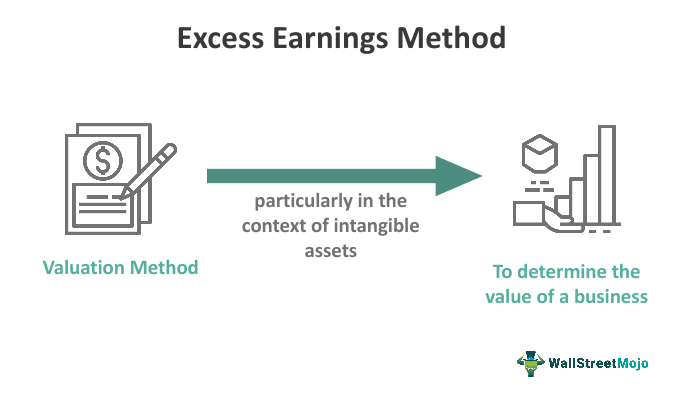 Excess Earnings Method
$
particularly in the
context of intangible
assets
Valuation Method
To determine the
value of a business
WallStreetMojo